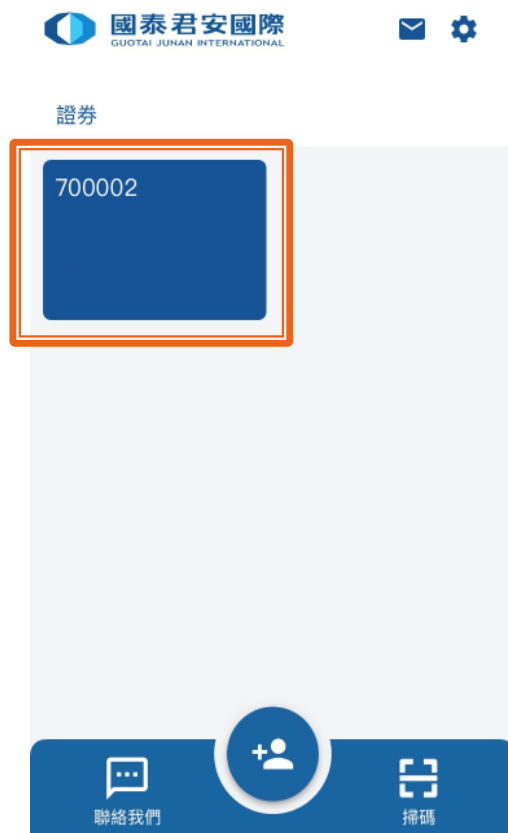 國泰君安國際
GUOTAI JUNAN INTERNATIONAL
證券
700002
聯絡我們
掃碼